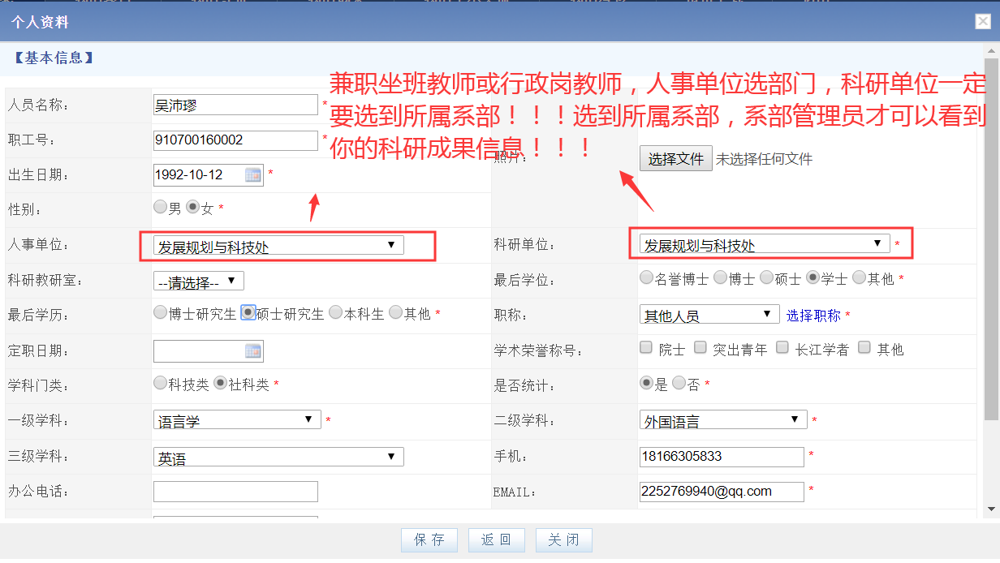 个人资料
【基本信息】
兼职坐班教师或行政岗教师，人事单位选部门，科研单位一定
要选到所属系部！！！选到所属系部，系部管理员才可以看到
你的科研成果信息！！！
人员名称： 吴沛璆 *
职工号： 910700160002 *
照片： 选择文件 未选择任何文件
出生日期： 1992-10-12 *
性别： 男 女 *
人事单位： 发展规划与科技处 科研单位： 发展规划与科技处 *
科研教研室： --请选择-- 最后学位： 名誉博士 博士 硕士 学士 其他 *
最后学历： 博士研究生 硕士研究生 本科生 其他 * 职称： 其他人员 选择职称 *
定职日期： 学术荣誉称号： 院士 突出青年 长江学者 其他
学科门类： 科技类 社科类 * 是否统计： 是 否 *
一级学科： 语言学 * 二级学科： 外国语言 *
三级学科： 英语 手机： 18166305833 *
办公电话： EMAIL： 2252769940@qq.com *
保存 返回 关闭